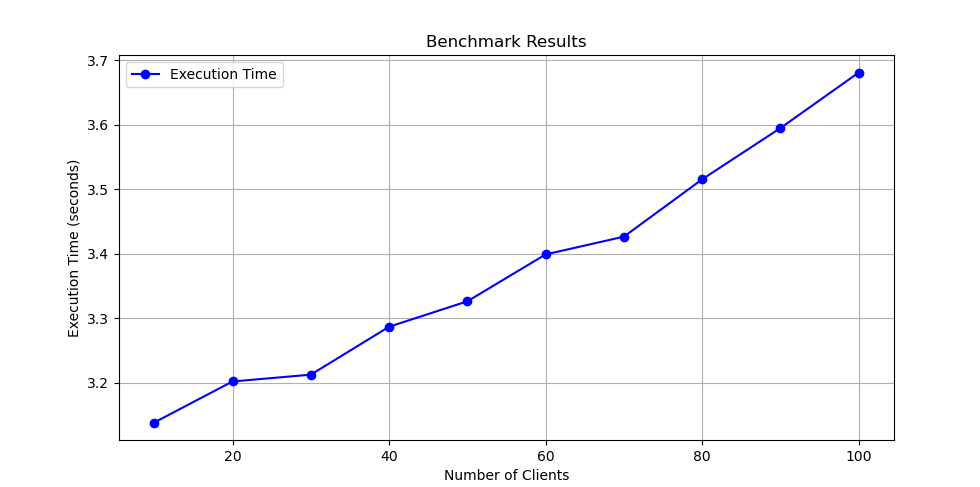 Benchmark Results
Execution Time
3.7
3.6
3.5
3.4
3.3
3.2
Execution Time (seconds)
20 40 60 80 100
Number of Clients